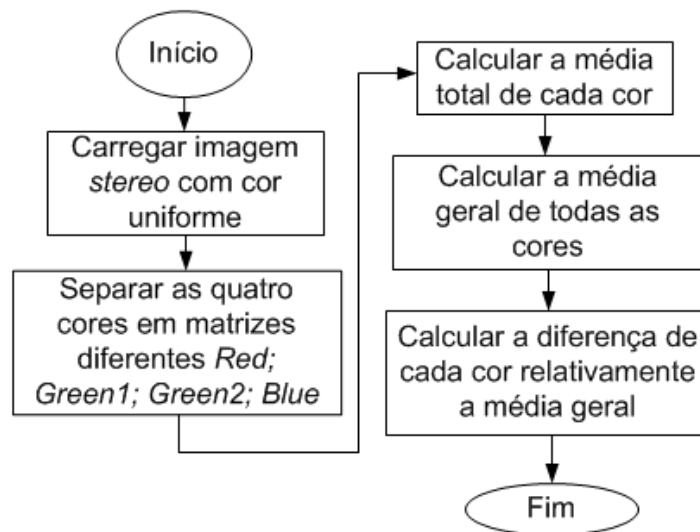 Início
Carregar imagem
stereo com cor
uniforme
Separar as quatro
cores em matrizes
diferentes Red;
Green1; Green2; Blue
Calcular a média
total de cada cor
Calcular a média
geral de todas as
cores
Calcular a diferença de
cada cor relativamente
a média geral
Fim